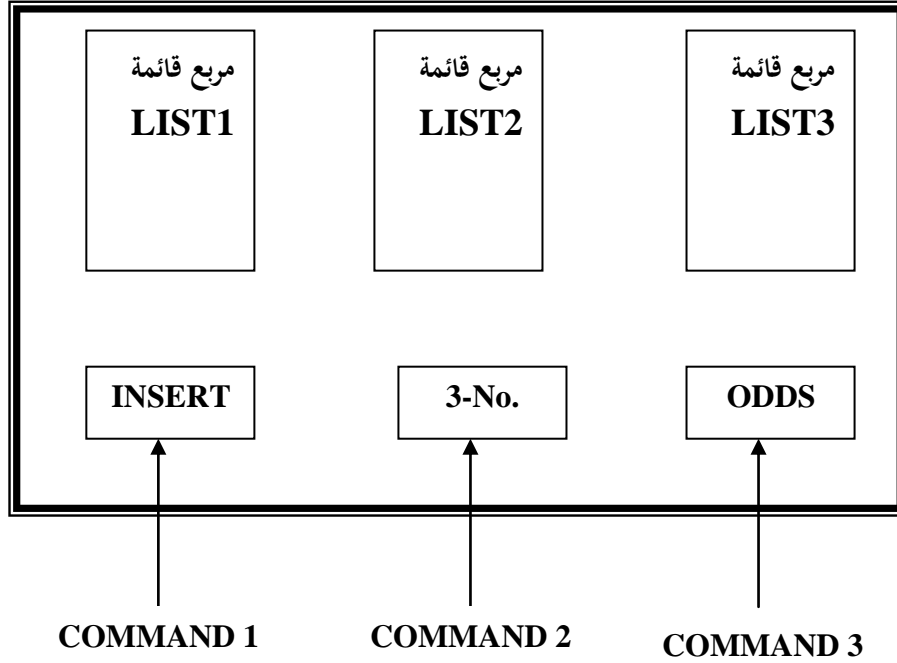 مربع قائمة
LIST1
مربع قائمة
LIST2
مربع قائمة
LIST3
INSERT
3-No.
ODDS
COMMAND 1
COMMAND 2
COMMAND 3